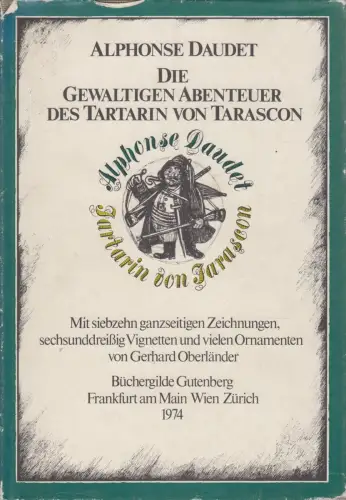 ALPHONSE DAUDET
DIE
GEWALTIGEN ABENTEUER
DES TARTARIN VON TARASCON
Alphonse Daudet
Tartarin von Tarascon
Mit siebzehn ganzseitigen Zeichnungen,
sechsunddreißig Vignetten und vielen Ornamenten
von Gerhard Oberländer
Büchergilde Gutenberg
Frankfurt am Main Wien Zürich
1974